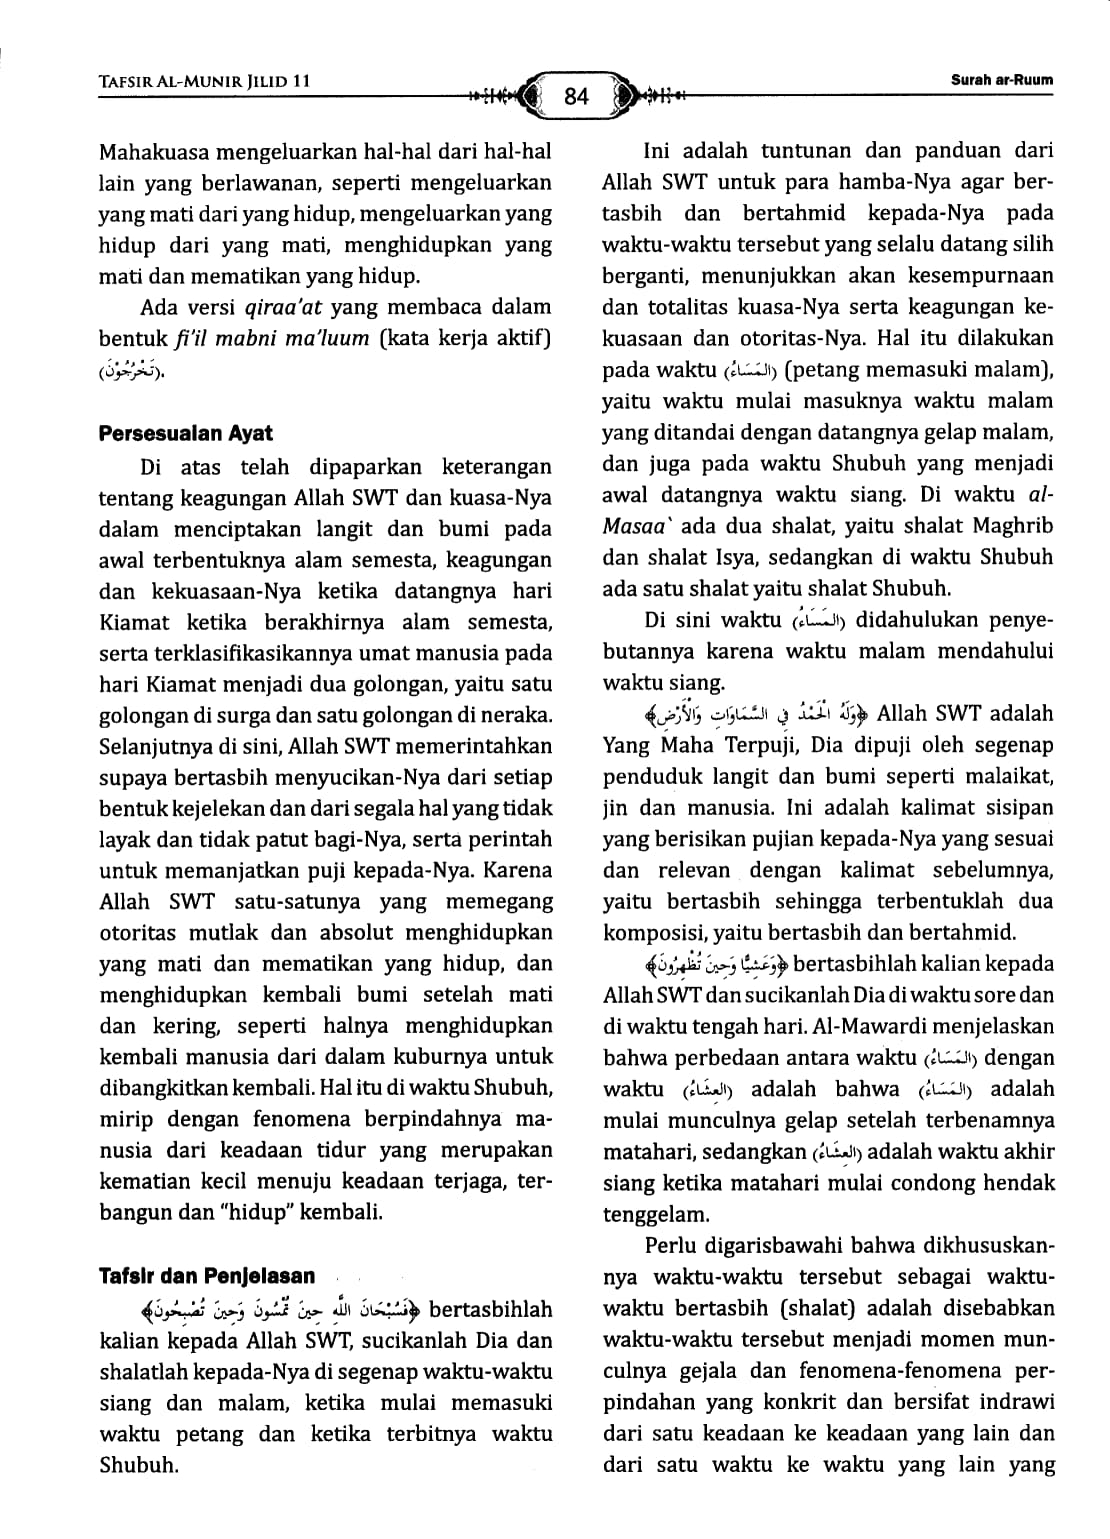 TAFSIR AL-MUNIR JILID 11
84
Surah ar-Ruum
Mahakuasa mengeluarkan hal-hal dari hal-hal
lain yang berlawanan, seperti mengeluarkan
yang mati dari yang hidup, mengeluarkan yang
hidup dari yang mati, menghidupkan yang
mati dan mematikan yang hidup.
Ada versi qiraa'at yang membaca dalam
bentuk fi'il mabni ma'luum (kata kerja aktif)
(تَخْرُجُوْنَ).
Persesuaian Ayat
Di atas telah dipaparkan keterangan
tentang keagungan Allah SWT dan kuasa-Nya
dalam menciptakan langit dan bumi pada
awal terbentuknya alam semesta, keagungan
dan kekuasaan-Nya ketika datangnya hari
Kiamat ketika berakhirnya alam semesta,
serta terklasifikasikannya umat manusia pada
hari Kiamat menjadi dua golongan, yaitu satu
golongan di surga dan satu golongan di neraka.
Selanjutnya di sini, Allah SWT memerintahkan
supaya bertasbih menyucikan-Nya dari setiap
bentuk kejelekan dan dari segala hal yang tidak
layak dan tidak patut bagi-Nya, serta perintah
untuk memanjatkan puji kepada-Nya. Karena
Allah SWT satu-satunya yang memegang
otoritas mutlak dan absolut menghidupkan
yang mati dan mematikan yang hidup, dan
menghidupkan kembali bumi setelah mati
dan kering, seperti halnya menghidupkan
kembali manusia dari dalam kuburnya untuk
dibangkitkan kembali. Hal itu di waktu Shubuh,
mirip dengan fenomena berpindahnya ma-
nusia dari keadaan tidur yang merupakan
kematian kecil menuju keadaan terjaga, ter-
bangun dan "hidup" kembali.
Tafsir dan Penjelasan
﴿فَسُبْحَانَ اللَّهِ حِينَ تُمْسُونَ وَحِينَ تُصْبِحُونَ﴾ bertasbihlah
kalian kepada Allah SWT, sucikanlah Dia dan
shalatlah kepada-Nya di segenap waktu-waktu
siang dan malam, ketika mulai memasuki
waktu petang dan ketika terbitnya waktu
Shubuh.
Ini adalah tuntunan dan panduan dari
Allah SWT untuk para hamba-Nya agar ber-
tasbih dan bertahmid kepada-Nya pada
waktu-waktu tersebut yang selalu datang silih
berganti, menunjukkan akan kesempurnaan
dan totalitas kuasa-Nya serta keagungan ke-
kuasaan dan otoritas-Nya. Hal itu dilakukan
pada waktu (المَسَاءُ) (petang memasuki malam),
yaitu waktu mulai masuknya waktu malam
yang ditandai dengan datangnya gelap malam,
dan juga pada waktu Shubuh yang menjadi
awal datangnya waktu siang. Di waktu al-
Masaa` ada dua shalat, yaitu shalat Maghrib
dan shalat Isya, sedangkan di waktu Shubuh
ada satu shalat yaitu shalat Shubuh.
Di sini waktu (المَسَاءُ) didahulukan penye-
butannya karena waktu malam mendahului
waktu siang.
﴿وَلَهُ الْحَمْدُ فِي السَّمَاوَاتِ وَالْأَرْضِ﴾ Allah SWT adalah
Yang Maha Terpuji, Dia dipuji oleh segenap
penduduk langit dan bumi seperti malaikat,
jin dan manusia. Ini adalah kalimat sisipan
yang berisikan pujian kepada-Nya yang sesuai
dan relevan dengan kalimat sebelumnya,
yaitu bertasbih sehingga terbentuklah dua
komposisi, yaitu bertasbih dan bertahmid.
﴿وَعَشِيًّا وَحِينَ تُظْهِرُونَ﴾ bertasbihlah kalian kepada
Allah SWT dan sucikanlah Dia di waktu sore dan
di waktu tengah hari. Al-Mawardi menjelaskan
bahwa perbedaan antara waktu (المَسَاءُ) dengan
waktu (العِشَاءُ) adalah bahwa (المَسَاءُ) adalah
mulai munculnya gelap setelah terbenamnya
matahari, sedangkan (العِشَاءُ) adalah waktu akhir
siang ketika matahari mulai condong hendak
tenggelam.
Perlu digarisbawahi bahwa dikhususkan-
nya waktu-waktu tersebut sebagai waktu-
waktu bertasbih (shalat) adalah disebabkan
waktu-waktu tersebut menjadi momen mun-
culnya gejala dan fenomena-fenomena per-
pindahan yang konkrit dan bersifat indrawi
dari satu keadaan ke keadaan yang lain dan
dari satu waktu ke waktu yang lain yang